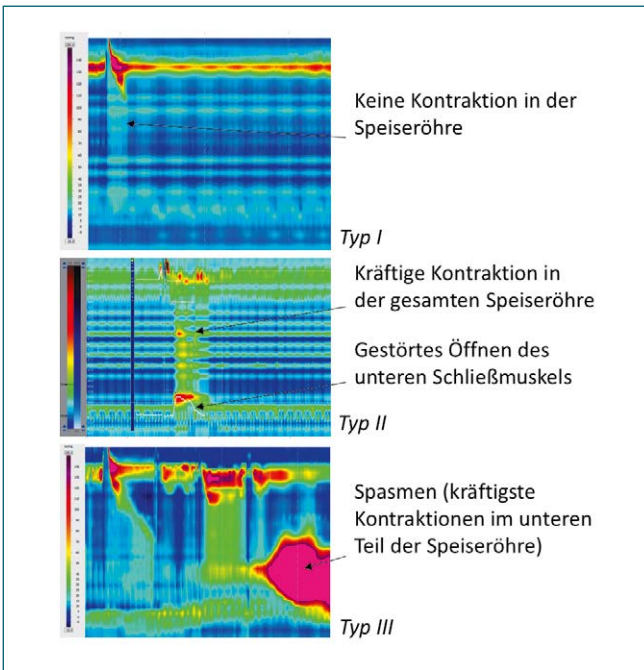 Keine Kontraktion in der
Speiseröhre
Typ I
Kräftige Kontraktion in
der gesamten Speiseröhre
Gestörtes Öffnen des
unteren Schließmuskels
Typ II
Spasmen (kräftigste
Kontraktionen im unteren
Teil der Speiseröhre)
Typ III